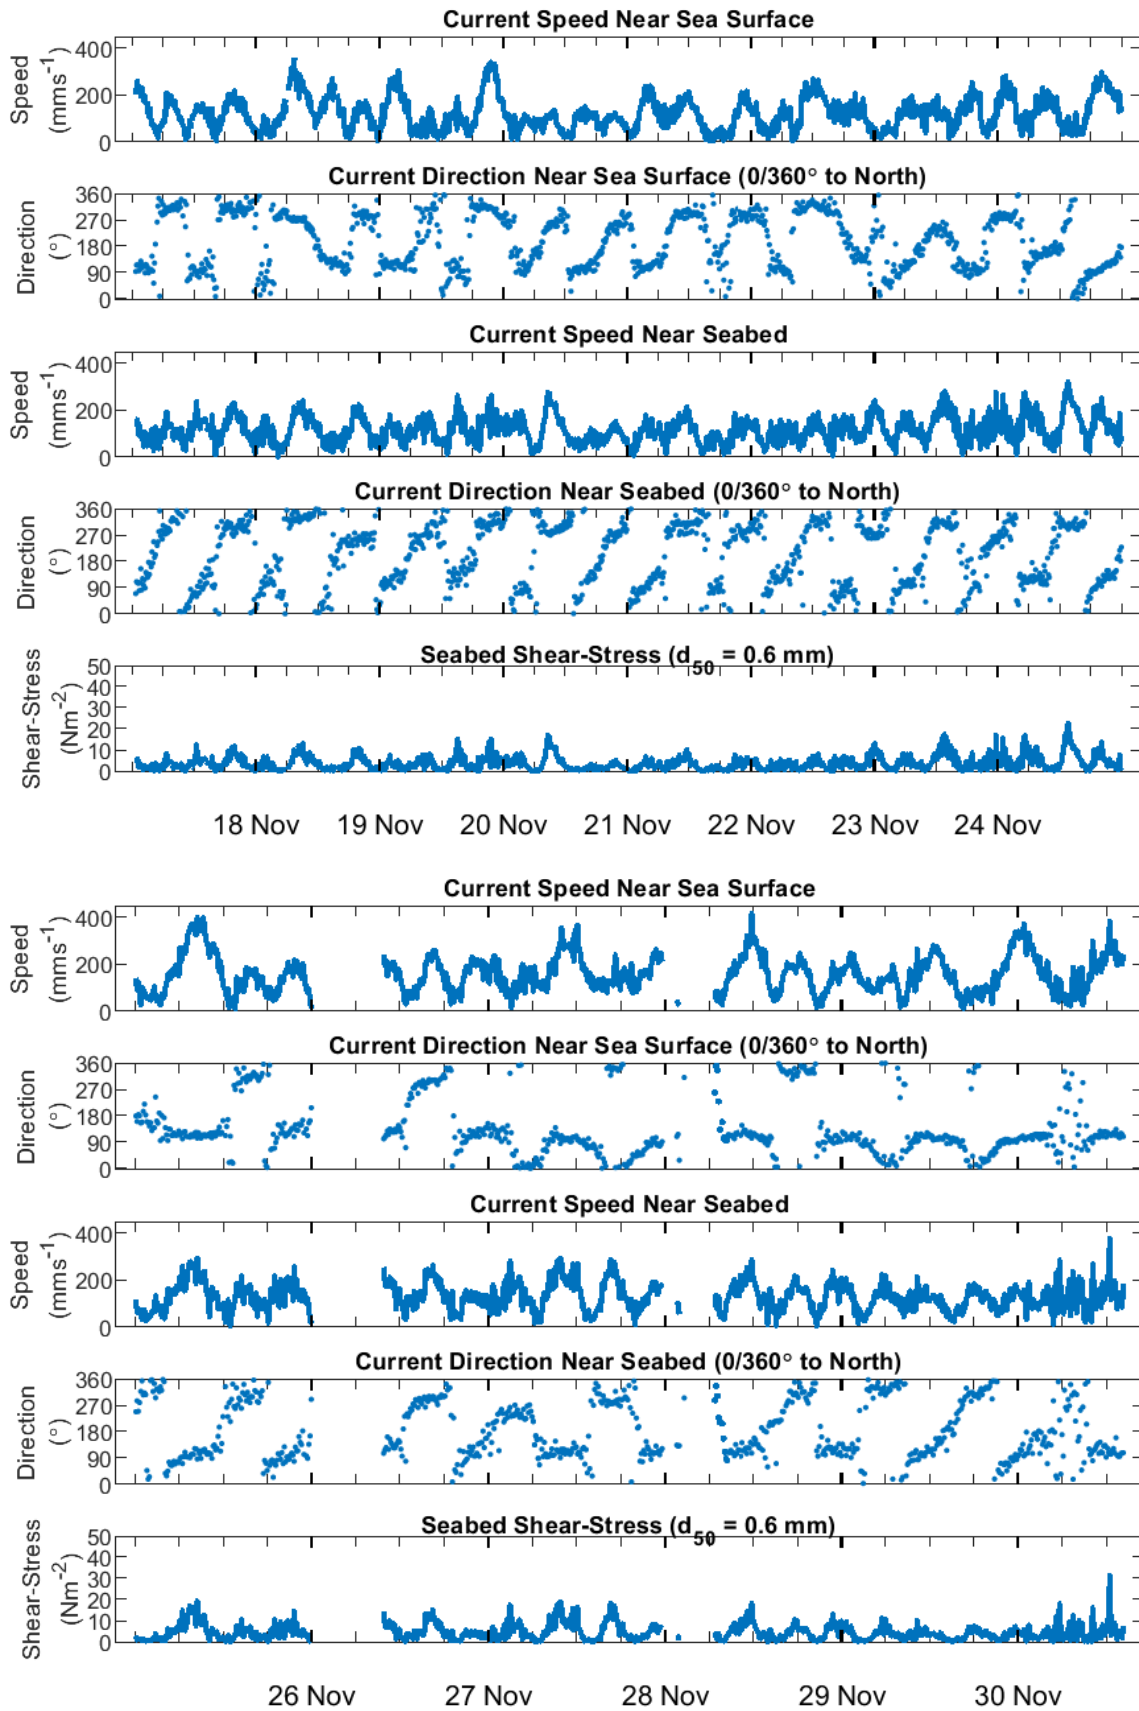 Current Speed Near Sea Surface
Speed
(mms⁻¹)
400
200
0
Current Direction Near Sea Surface (0/360° to North)
Direction
(°)
360
270
180
90
0
Current Speed Near Seabed
Speed
(mms⁻¹)
400
200
0
Current Direction Near Seabed (0/360° to North)
Direction
(°)
360
270
180
90
0
Seabed Shear-Stress (d₅₀ = 0.6 mm)
Shear-Stress
(Nm⁻²)
50
40
30
20
10
0
18 Nov 19 Nov 20 Nov 21 Nov 22 Nov 23 Nov 24 Nov
Current Speed Near Sea Surface
Speed
(mms⁻¹)
400
200
0
Current Direction Near Sea Surface (0/360° to North)
Direction
(°)
360
270
180
90
0
Current Speed Near Seabed
Speed
(mms⁻¹)
400
200
0
Current Direction Near Seabed (0/360° to North)
Direction
(°)
360
270
180
90
0
Seabed Shear-Stress (d₅₀ = 0.6 mm)
Shear-Stress
(Nm⁻²)
50
40
30
20
10
0
26 Nov 27 Nov 28 Nov 29 Nov 30 Nov